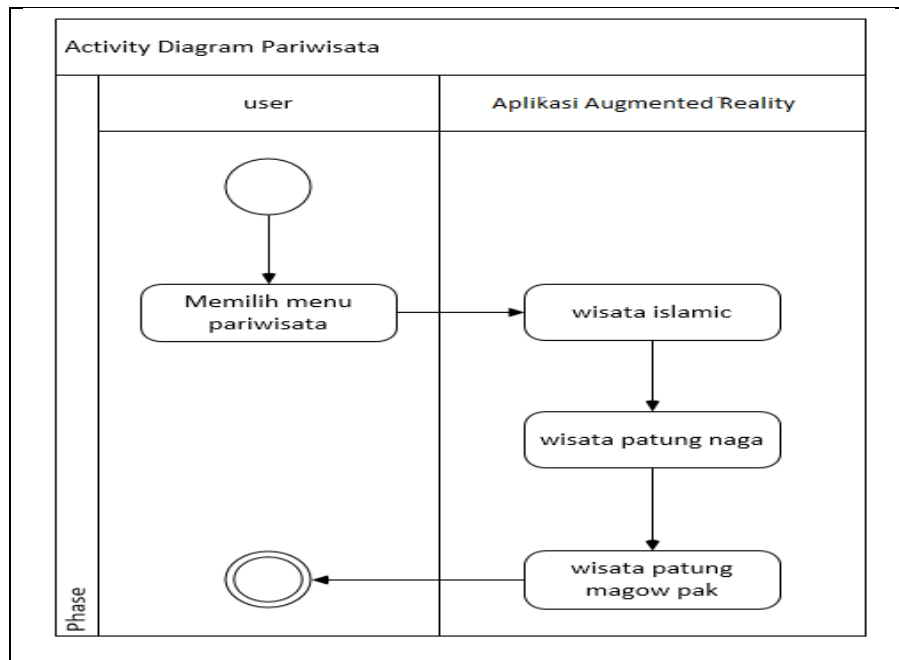 Activity Diagram Pariwisata
user
Aplikasi Augmented Reality
Memilih menu
pariwisata
wisata islamic
wisata patung naga
wisata patung
magow pak
Phase